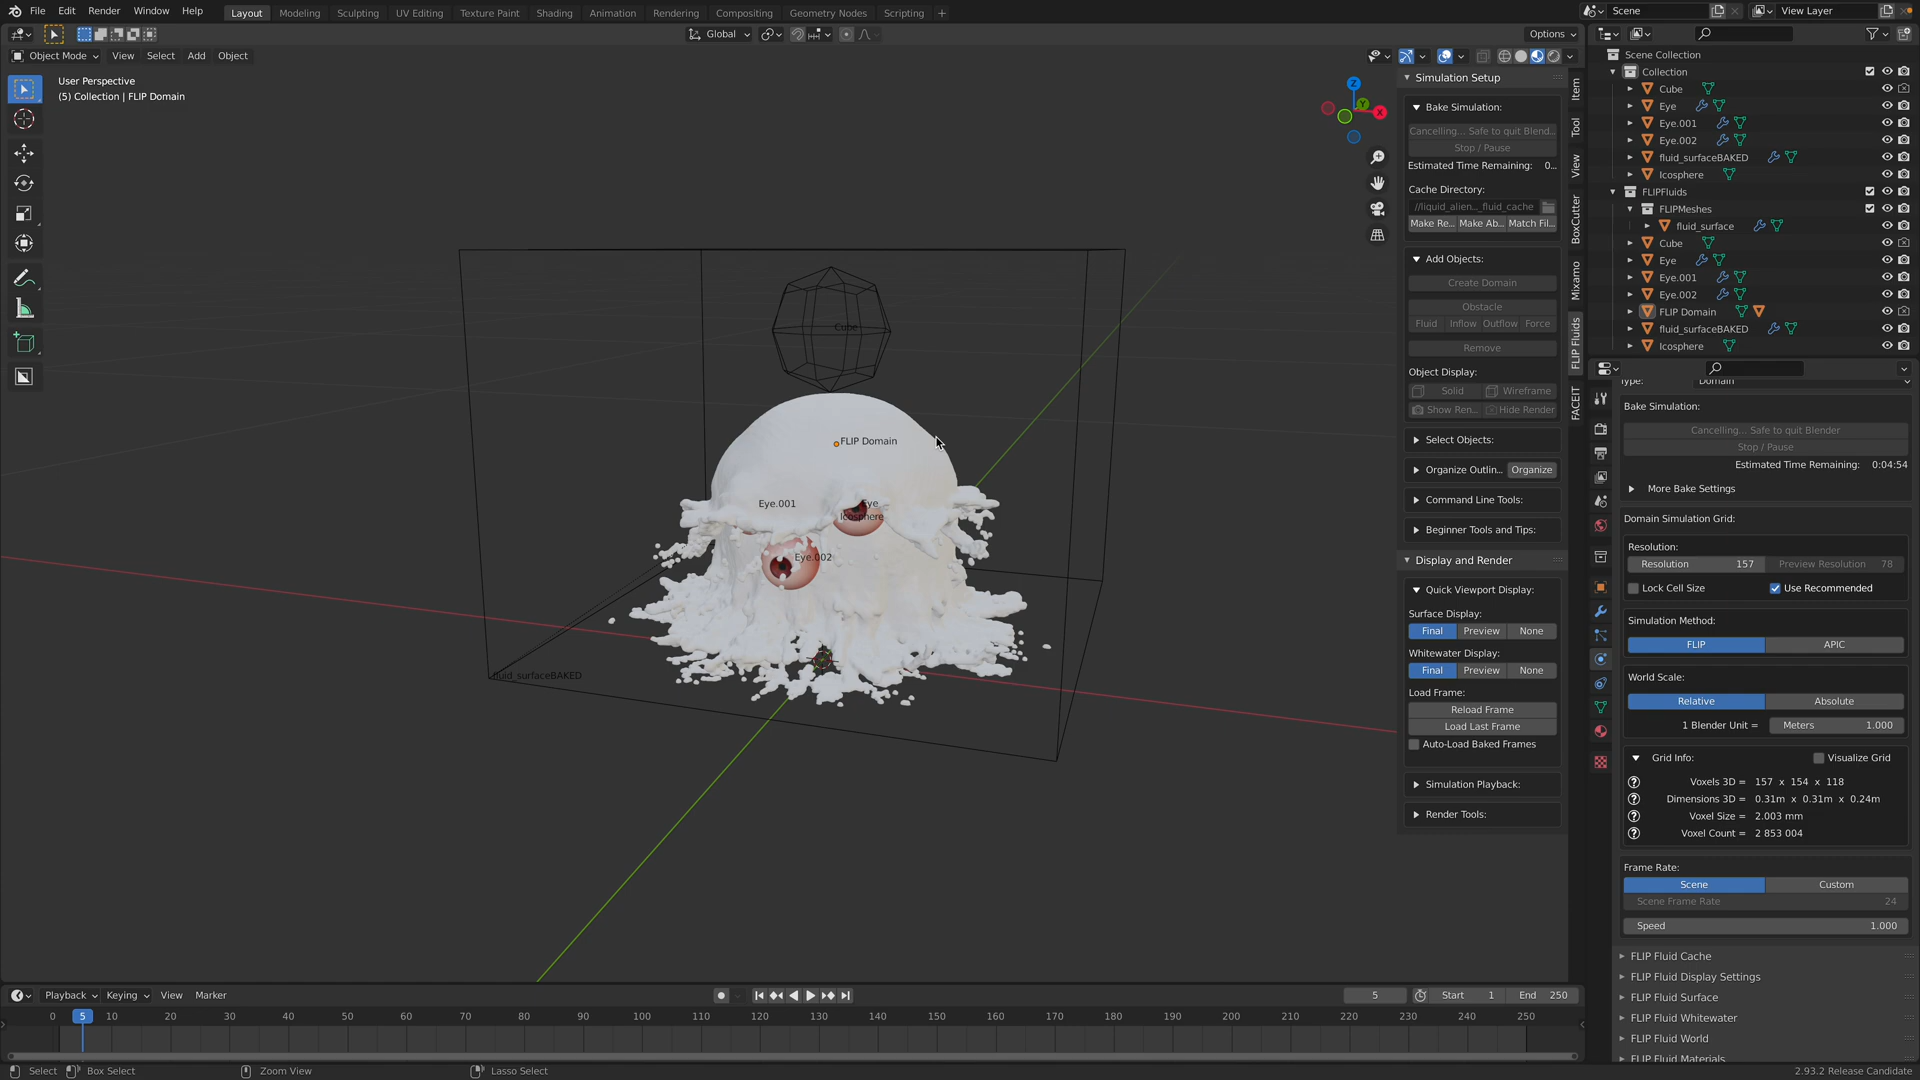 File Edit Render Window Help Layout Modeling Sculpting UV Editing Texture Paint Shading Animation Rendering Compositing Geometry Nodes Scripting + Scene View Layer
Global Options
Object Mode View Select Add Object
User Perspective
(5) Collection | FLIP Domain
Z
Y
X
Cube
FLIP Domain
Eye.001
Eye
Icosphere
Eye.002
fluid_surfaceBAKED
Simulation Setup
Bake Simulation:
Cancelling... Safe to quit Blend..
Stop / Pause
Estimated Time Remaining: 0...
Cache Directory:
//liquid_alien..._fluid_cache
Make Re... Make Ab... Match Fil...
Add Objects:
Create Domain
Obstacle
Fluid Inflow Outflow Force
Remove
Object Display:
Solid Wireframe
Show Ren... Hide Render
Select Objects:
Organize Outlin... Organize
Command Line Tools:
Beginner Tools and Tips:
Display and Render
Quick Viewport Display:
Surface Display:
Final Preview None
Whitewater Display:
Final Preview None
Load Frame:
Reload Frame
Load Last Frame
Auto-Load Baked Frames
Simulation Playback:
Render Tools:
Item
Tool
View
BoxCutter
Mixamo
FLIP Fluids
FACEIT
Scene Collection
Collection
Cube
Eye
Eye.001
Eye.002
fluid_surfaceBAKED
Icosphere
FLIPFluids
FLIPMeshes
fluid_surface
Cube
Eye
Eye.001
Eye.002
FLIP Domain
fluid_surfaceBAKED
Icosphere
Type: Domain
Bake Simulation:
Cancelling... Safe to quit Blender
Stop / Pause
Estimated Time Remaining: 0:04:54
More Bake Settings
Domain Simulation Grid:
Resolution:
Resolution 157 Preview Resolution 78
Lock Cell Size Use Recommended
Simulation Method:
FLIP APIC
World Scale:
Relative Absolute
1 Blender Unit = Meters 1.000
Grid Info: Visualize Grid
Voxels 3D = 157 x 154 x 118
Dimensions 3D = 0.31m x 0.31m x 0.24m
Voxel Size = 2.003 mm
Voxel Count = 2 853 004
Frame Rate:
Scene Custom
Scene Frame Rate 24
Speed 1.000
FLIP Fluid Cache
FLIP Fluid Display Settings
FLIP Fluid Surface
FLIP Fluid Whitewater
FLIP Fluid World
FLIP Fluid Materials
Playback Keying View Marker 5 Start 1 End 250
0 5 10 20 30 40 50 60 70 80 90 100 110 120 130 140 150 160 170 180 190 200 210 220 230 240 250
Select Box Select Zoom View Lasso Select 2.93.2 Release Candidate